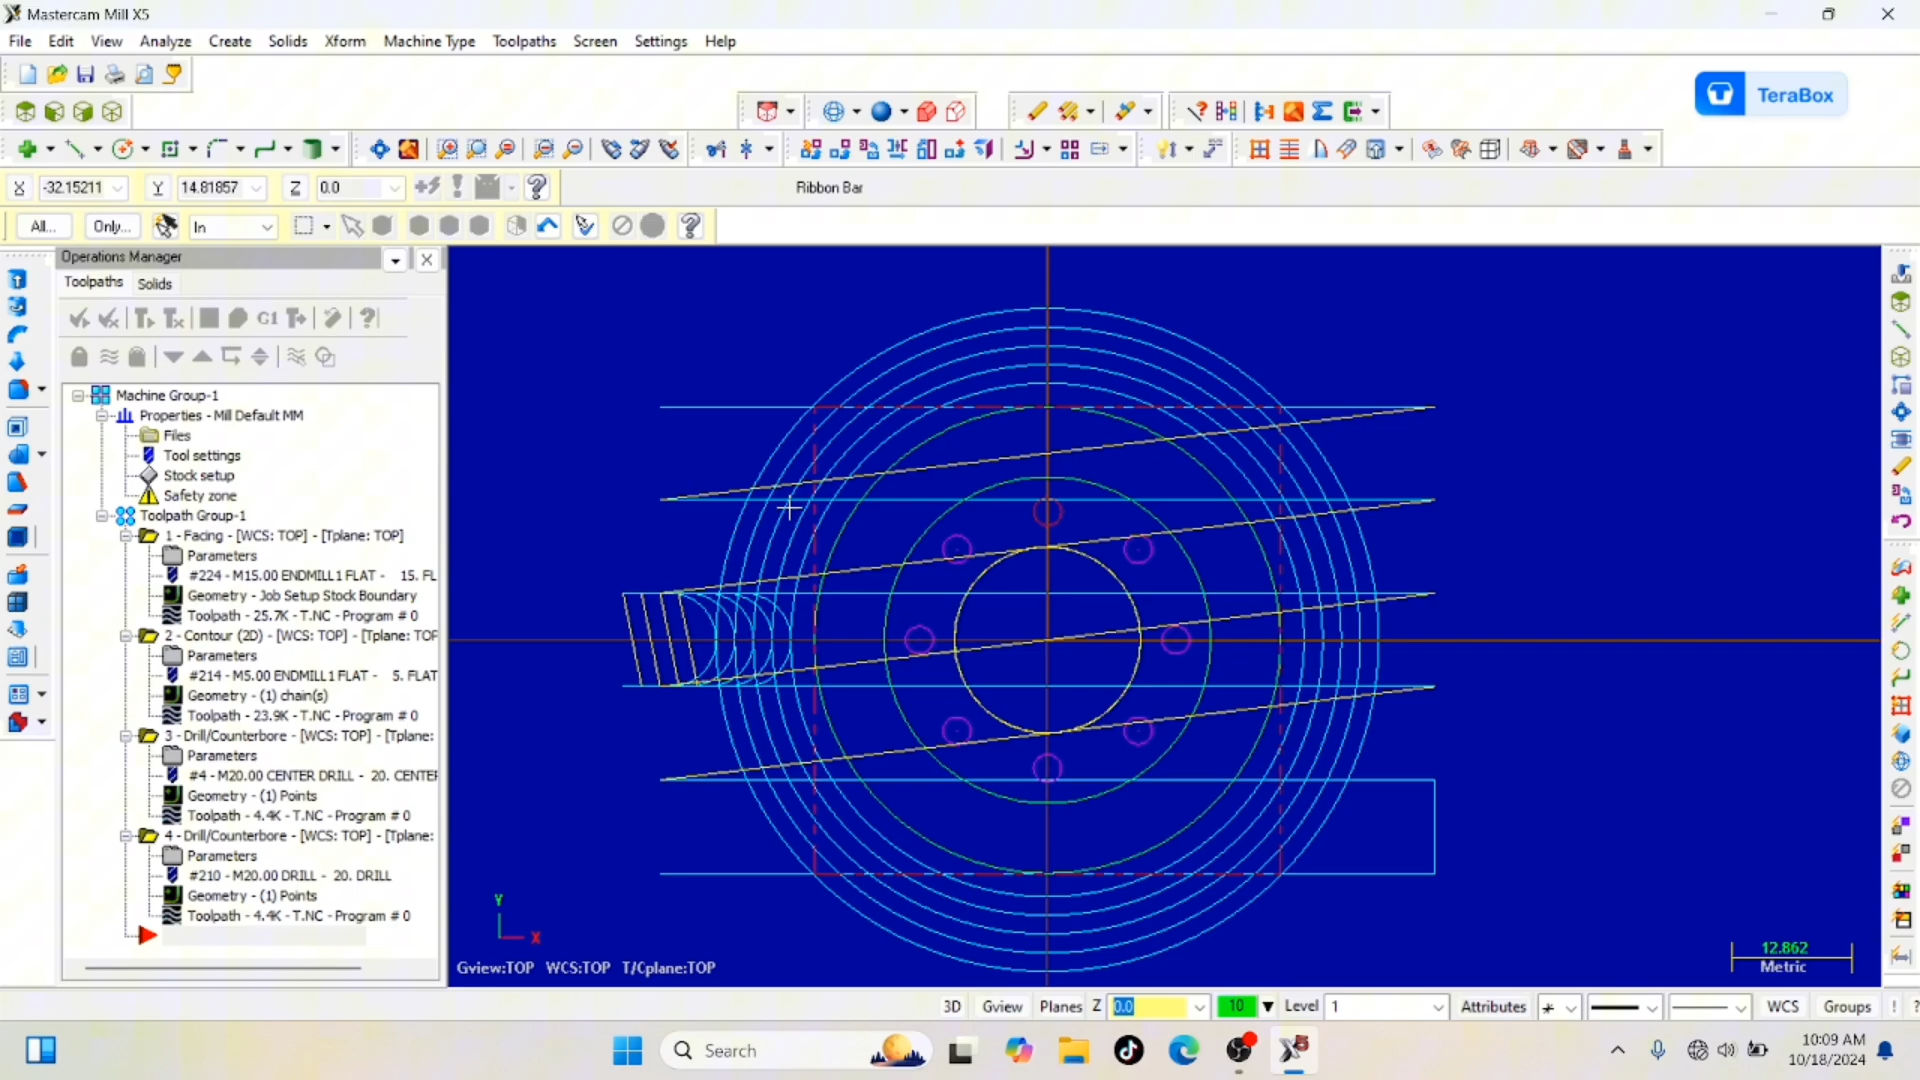 Mastercam Mill X5
File Edit View Analyze Create Solids Xform Machine Type Toolpaths Screen Settings Help
TeraBox
X -32.15211 Y 14.81857 Z 0.0 Ribbon Bar
All... Only... In
Operations Manager
Toolpaths Solids
G1
Machine Group-1
Properties - Mill Default MM
Files
Tool settings
Stock setup
Safety zone
Toolpath Group-1
1 - Facing - [WCS: TOP] - [Tplane: TOP]
Parameters
#224 - M15.00 ENDMILL1 FLAT - 15. FL
Geometry - Job Setup Stock Boundary
Toolpath - 25.7K - T.NC - Program # 0
2 - Contour (2D) - [WCS: TOP] - [Tplane: TOP
Parameters
#214 - M5.00 ENDMILL1 FLAT - 5. FLAT
Geometry - (1) chain(s)
Toolpath - 23.9K - T.NC - Program # 0
3 - Drill/Counterbore - [WCS: TOP] - [Tplane:
Parameters
#4 - M20.00 CENTER DRILL - 20. CENTER
Geometry - (1) Points
Toolpath - 4.4K - T.NC - Program # 0
4 - Drill/Counterbore - [WCS: TOP] - [Tplane:
Parameters
#210 - M20.00 DRILL - 20. DRILL
Geometry - (1) Points
Toolpath - 4.4K - T.NC - Program # 0
Y
X
Gview:TOP WCS:TOP T/Cplane:TOP
12.862
Metric
3D Gview Planes Z 0.0 10 Level 1 Attributes WCS Groups ! ?
Search
10:09 AM
10/18/2024